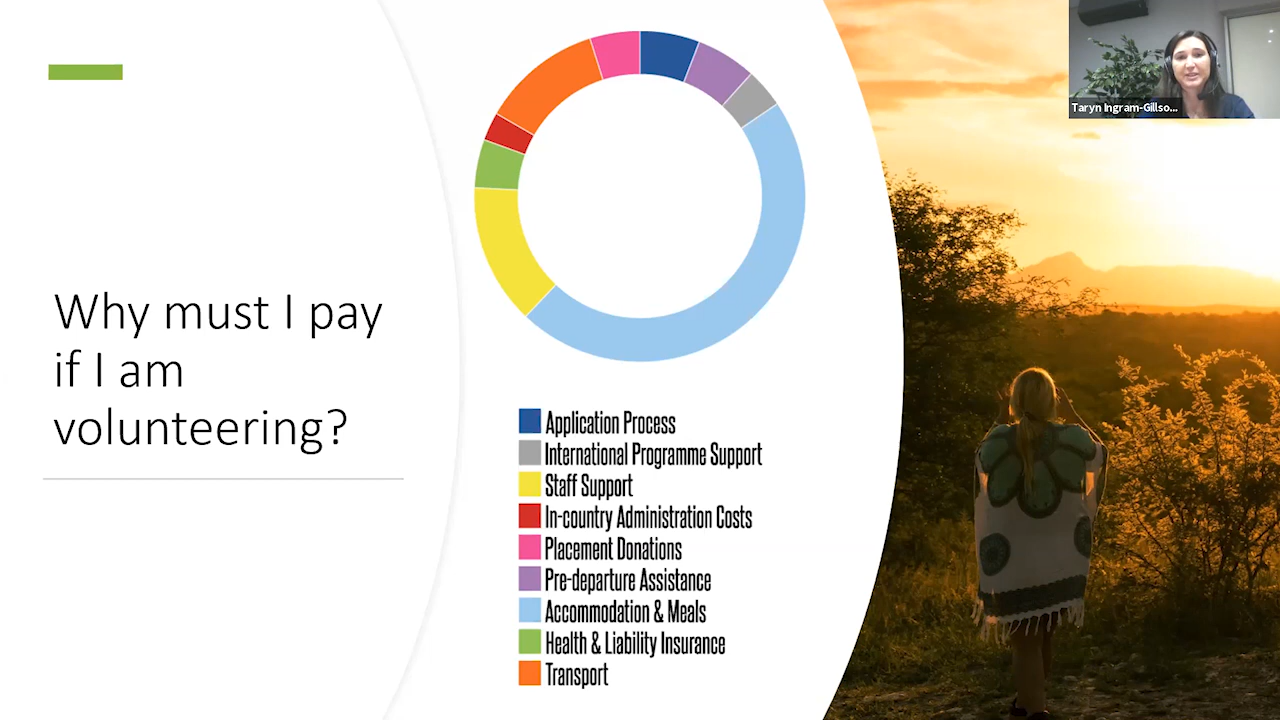 Why must I pay
if I am
volunteering?
Application Process
International Programme Support
Staff Support
In-country Administration Costs
Placement Donations
Pre-departure Assistance
Accommodation & Meals
Health & Liability Insurance
Transport
Taryn Ingram-Gillso...